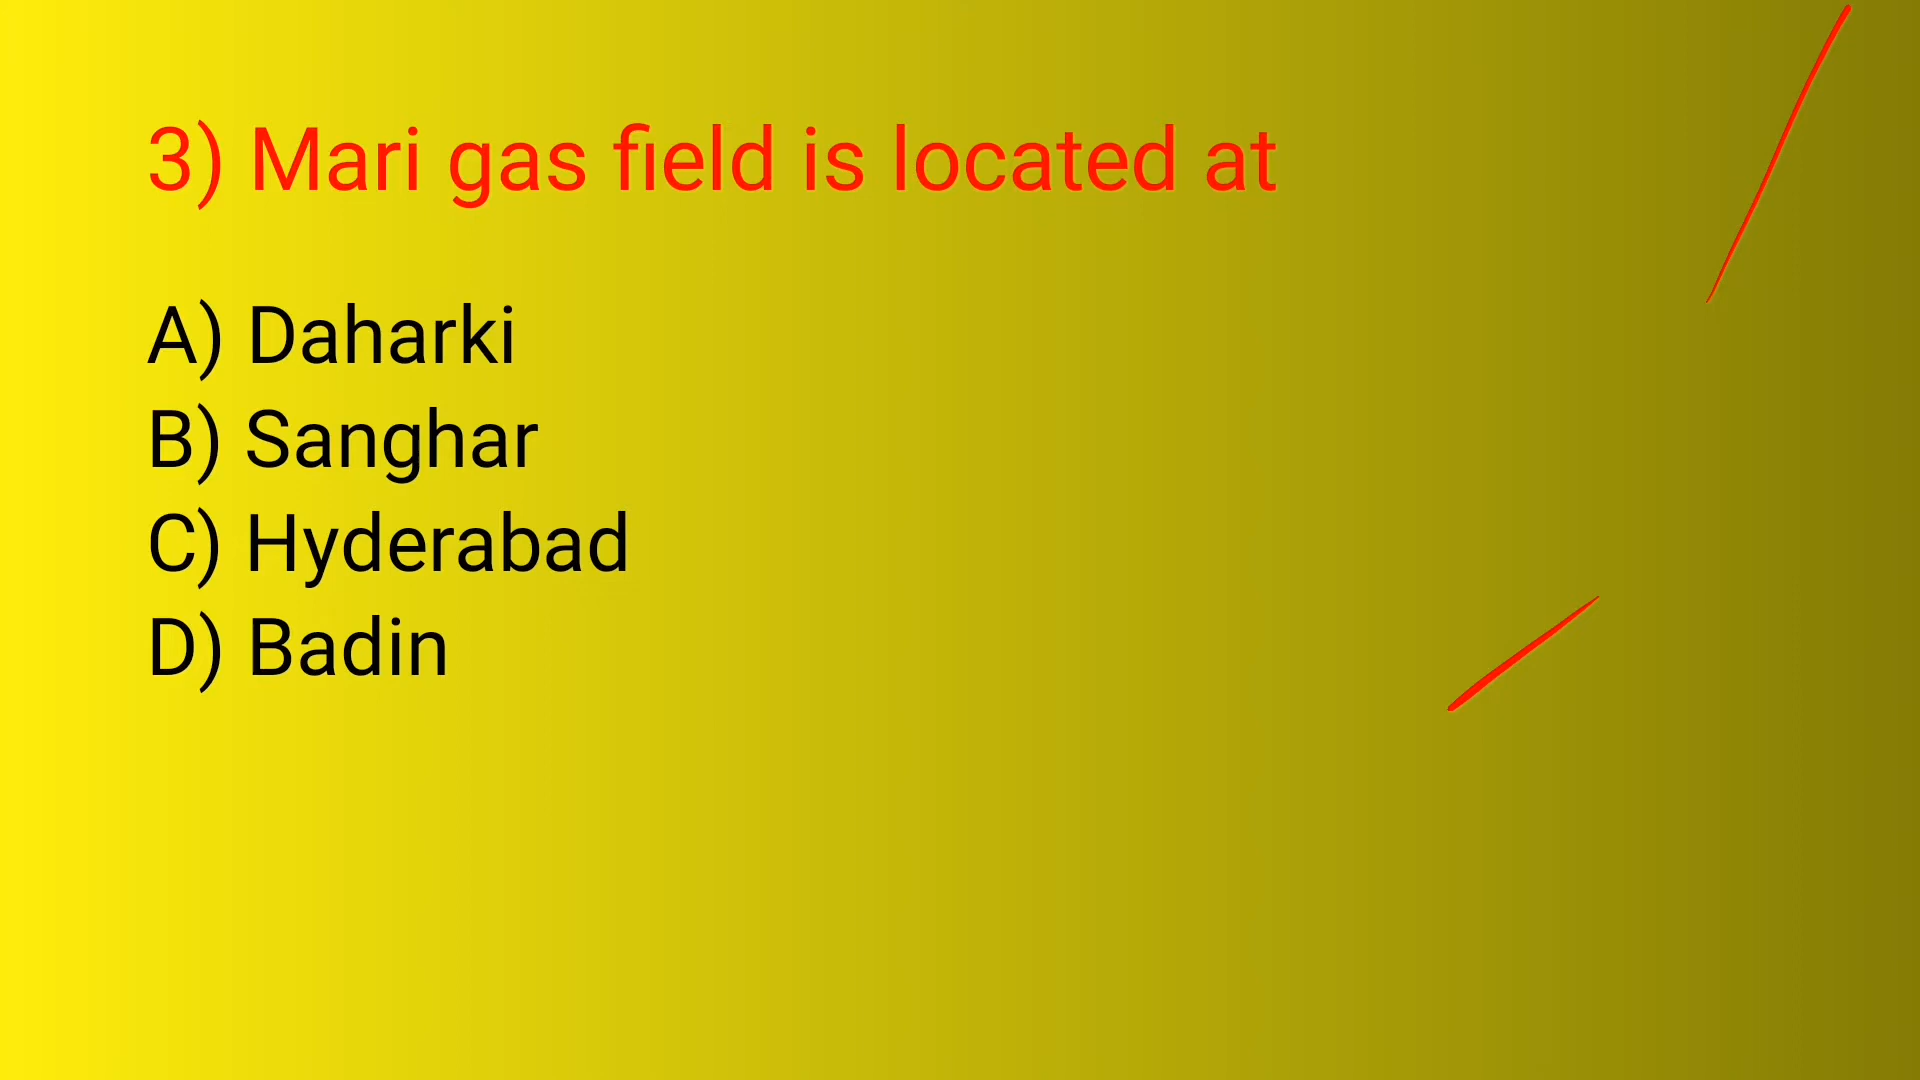 3) Mari gas field is located at
A) Daharki
B) Sanghar
C) Hyderabad
D) Badin